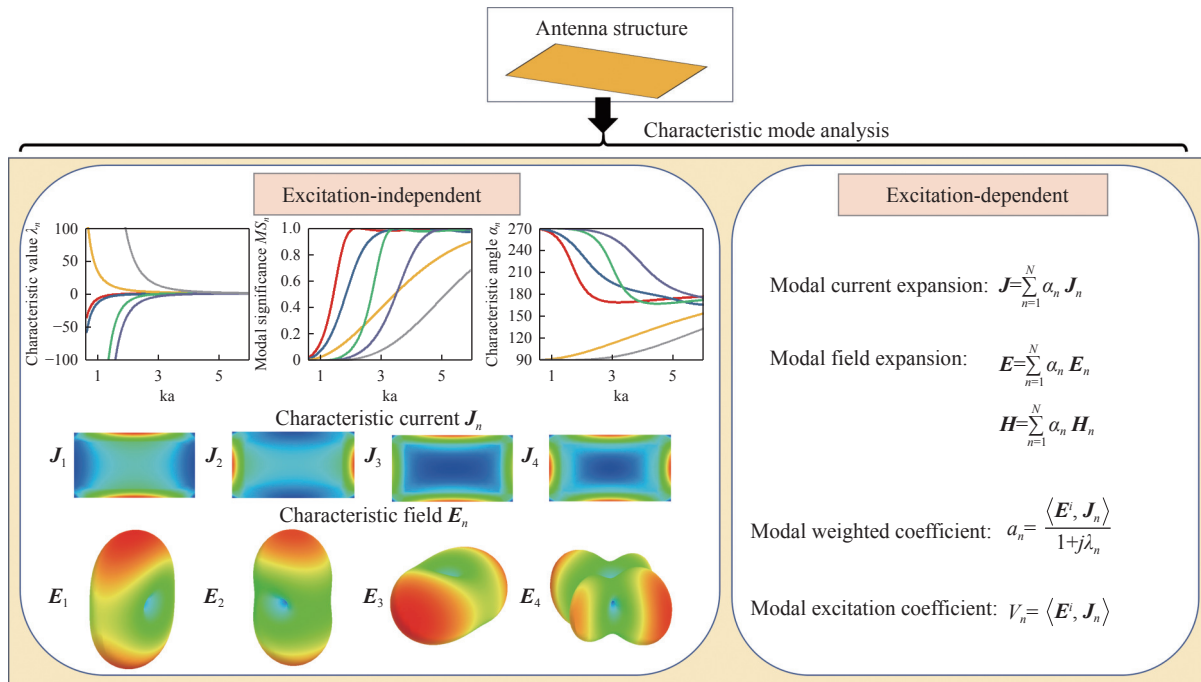 Antenna structure
Characteristic mode analysis
Excitation-independent
Characteristic value λₙ
100
50
0
−50
−100
1
3
5
ka
Modal significance MSₙ
1.0
0.8
0.6
0.4
0.2
0
1
3
5
ka
Characteristic angle αₙ
270
240
210
180
150
120
90
1
3
5
ka
Characteristic current Jₙ
J₁
J₂
J₃
J₄
Characteristic field Eₙ
E₁
E₂
E₃
E₄
Excitation-dependent
Modal current expansion: J=∑ₙ₌₁ᴺ αₙ Jₙ
Modal field expansion: E=∑ₙ₌₁ᴺ αₙ Eₙ
H=∑ₙ₌₁ᴺ αₙ Hₙ
Modal weighted coefficient: aₙ= ⟨Eⁱ, Jₙ⟩ / 1+jλₙ
Modal excitation coefficient: Vₙ= ⟨Eⁱ, Jₙ⟩